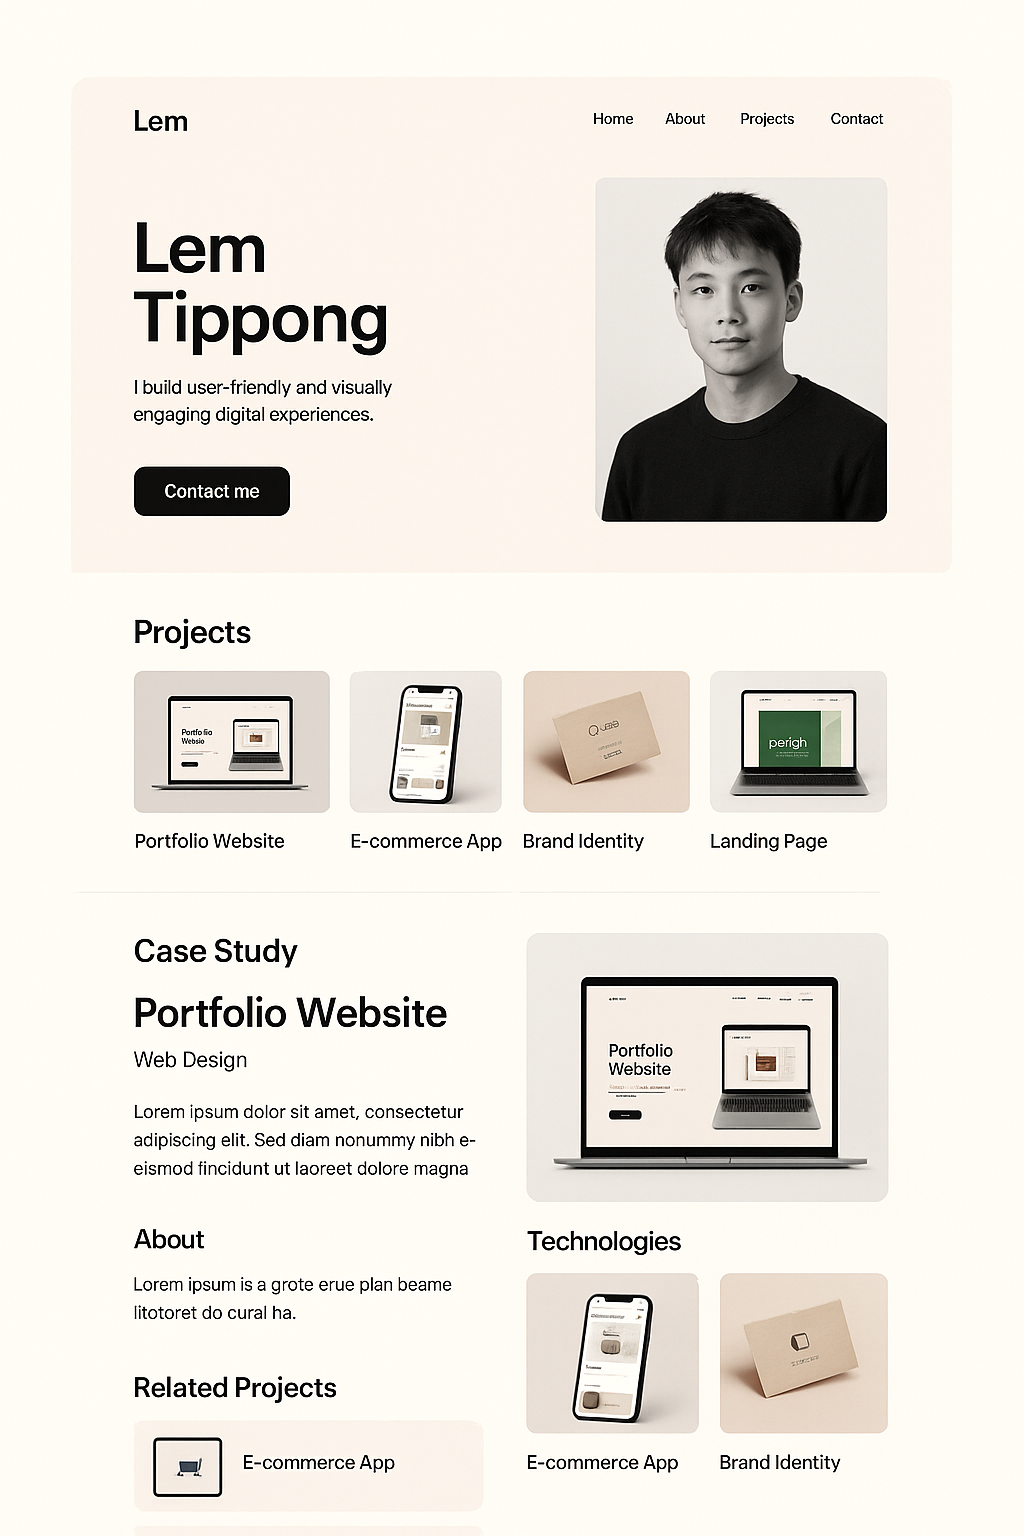 Lem
Home About Projects Contact
Lem
Tippong
I build user-friendly and visually
engaging digital experiences.
Contact me
Projects
Portfolio
Website
perigh
Portfolio Website
E-commerce App
Brand Identity
Landing Page
Case Study
Portfolio Website
Web Design
Lorem ipsum dolor sit amet, consectetur
adipiscing elit. Sed diam nonummy nibh e-
eismod fincidunt ut laoreet dolore magna
Portfolio
Website
About
Lorem ipsum is a grote erue plan beame
litotoret do cural ha.
Technologies
E-commerce App
Brand Identity
Related Projects
E-commerce App